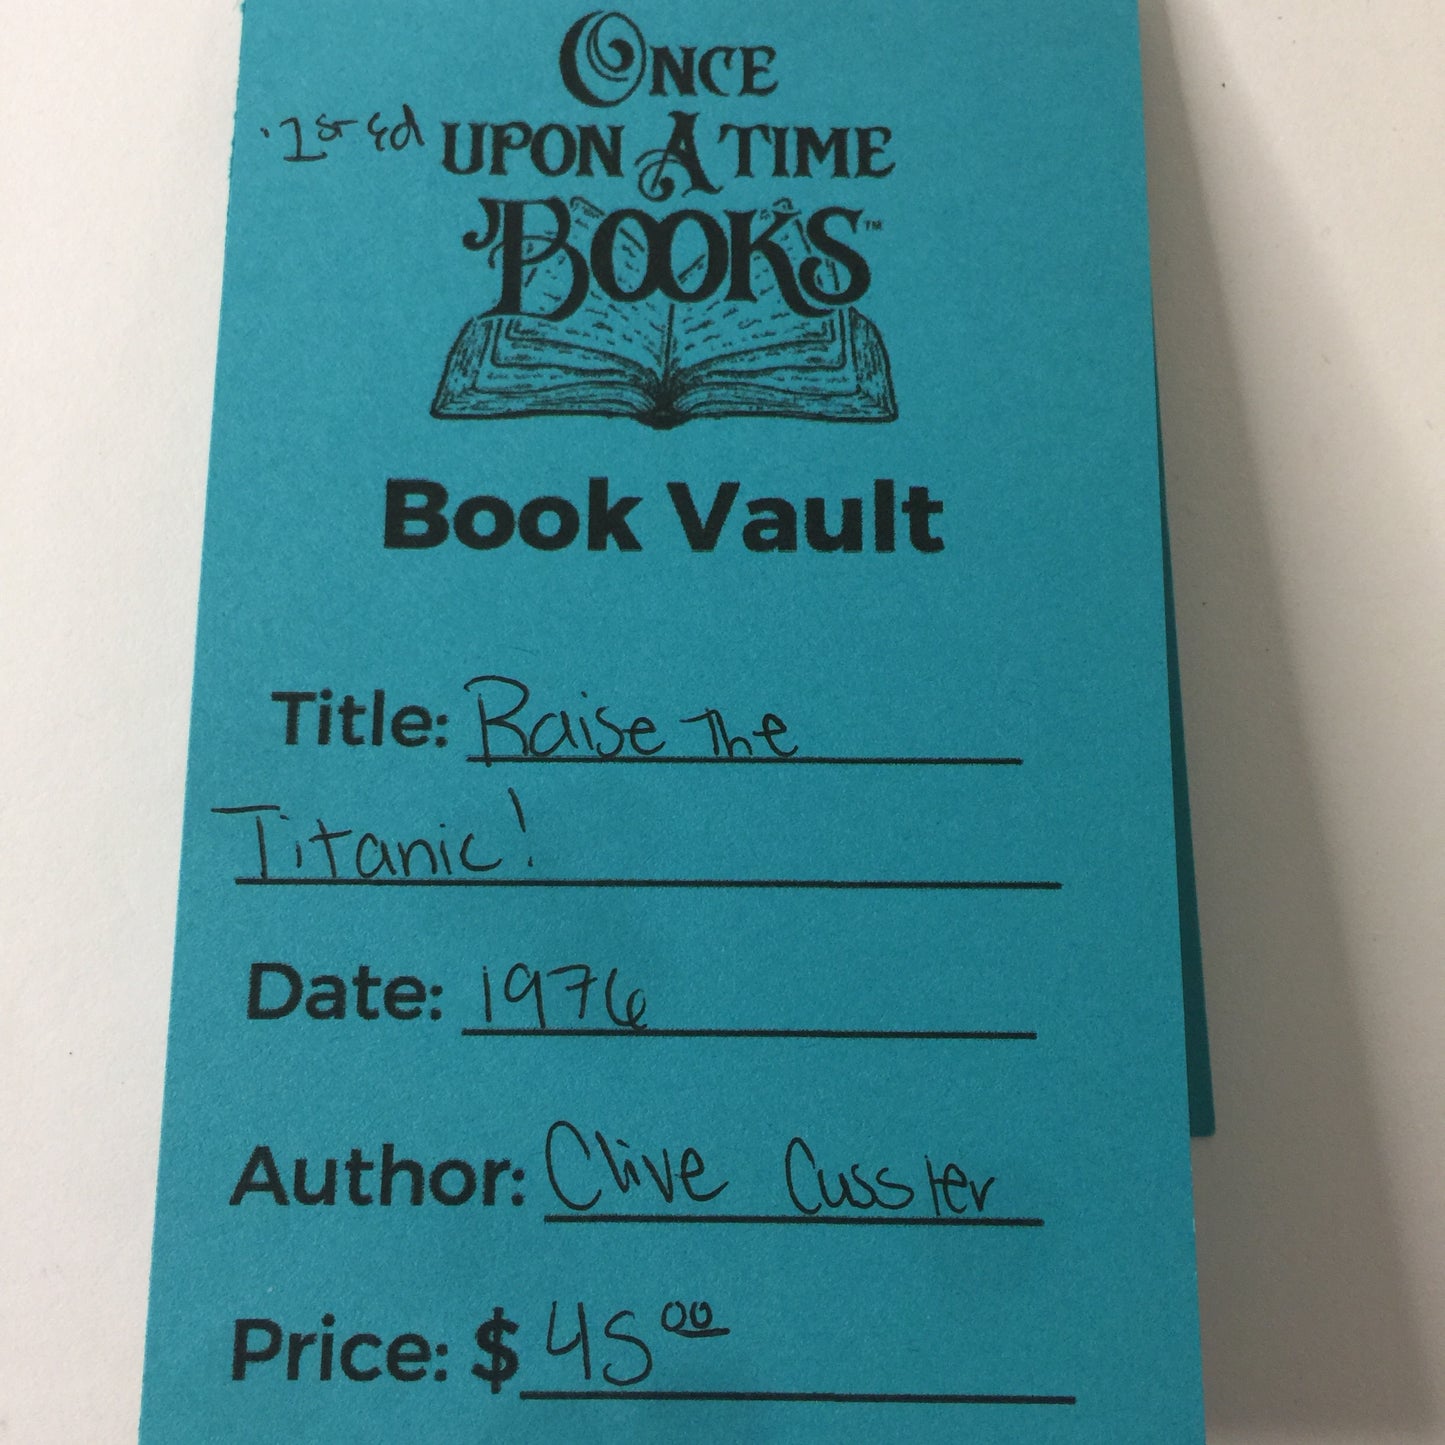 ONCE
1st Ed UPON A TIME
BOOKS™
Book Vault
Title: Raise The
Titanic!
Date: 1976
Author: Clive Cussler
Price: $ 45 00